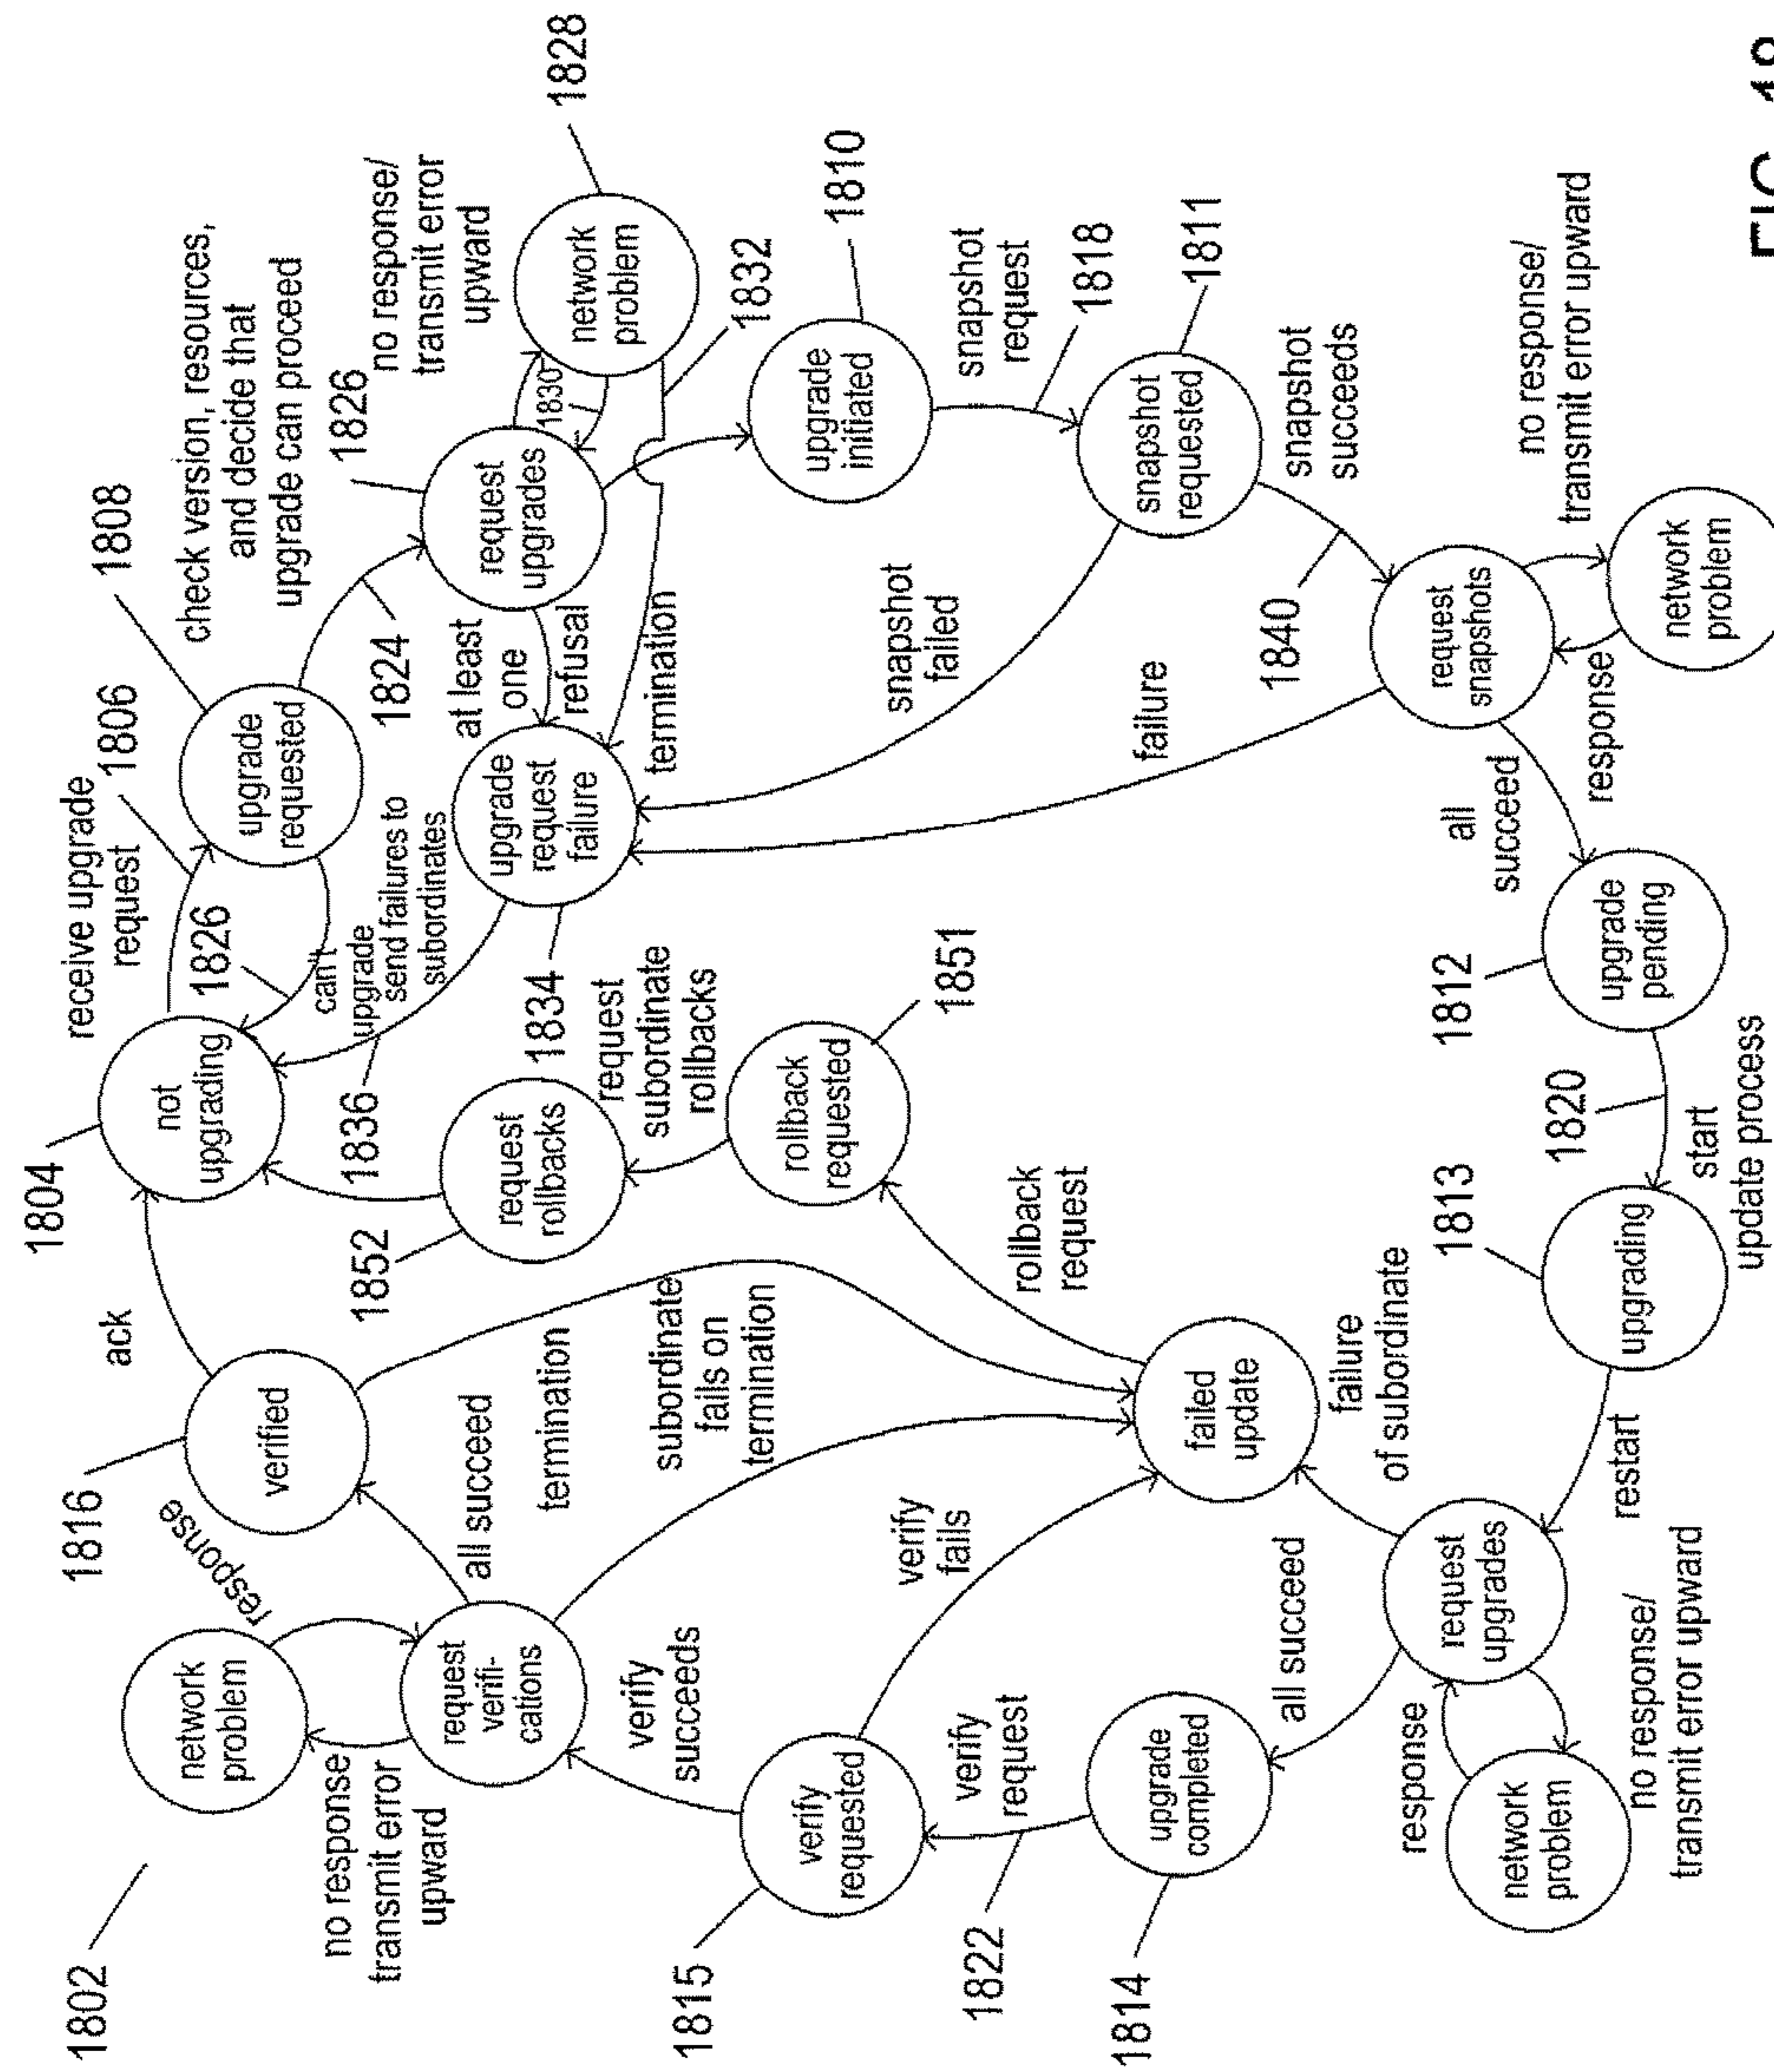 1802
1804
receive upgrade
request
1806
1808
check version, resources,
and decide that
upgrade can proceed
1826
no response/
transmit error
upward
1828
network
problem
response
1816
verified
ack
not
upgrading
1826
can't
upgrade
upgrade
requested
1824
request
upgrades
1830
network
problem
1832
no response
transmit error
upward
request
verifi-
cations
all succeed
termination
1852
request
rollbacks
1836
send failures to
subordinates
1834
upgrade
request
failure
at least
one
refusal
termination
upgrade
initiated
1810
verify
succeeds
subordinate
fails on
termination
request
subordinate
rollbacks
rollback
requested
1851
snapshot
failed
snapshot
request
1818
1815
verify
requested
verify
fails
rollback
request
failure
1840
snapshot
requested
1811
snapshot
succeeds
1822
verify
request
1814
upgrade
completed
all succeed
failed
update
failure
of subordinate
1813
1820
1812
all
succeed
request
snapshots
no response/
transmit error upward
response
network
problem
response
request
upgrades
restart
upgrading
start
update process
upgrade
pending
network
problem
no response/
transmit error upward